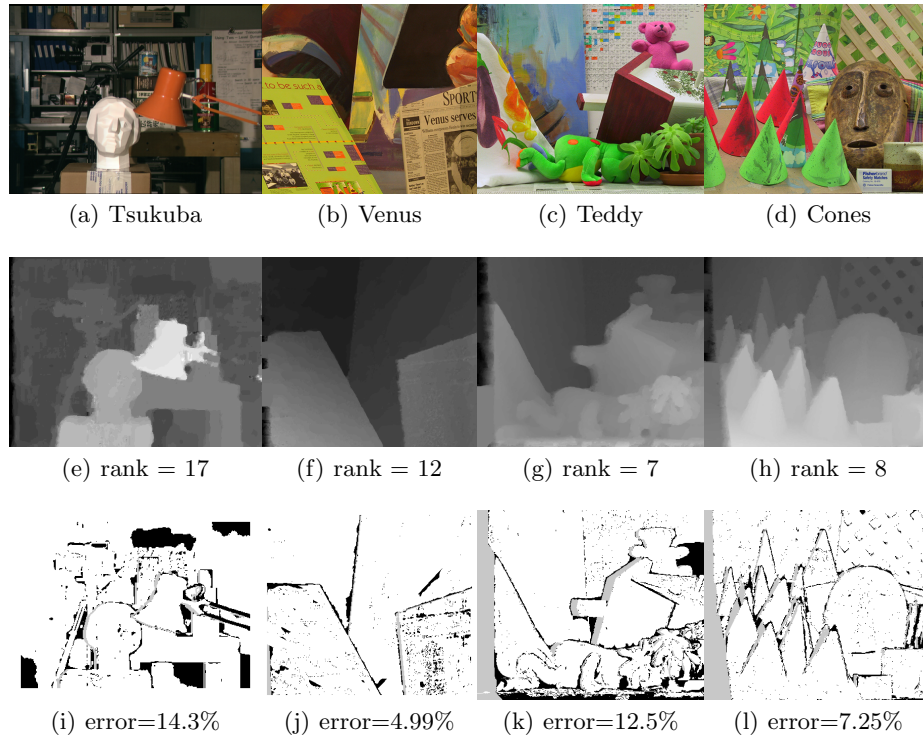 to be such a
SPORT
Venus serves
(a) Tsukuba
(b) Venus
(c) Teddy
(d) Cones
(e) rank = 17
(f) rank = 12
(g) rank = 7
(h) rank = 8
(i) error=14.3%
(j) error=4.99%
(k) error=12.5%
(l) error=7.25%